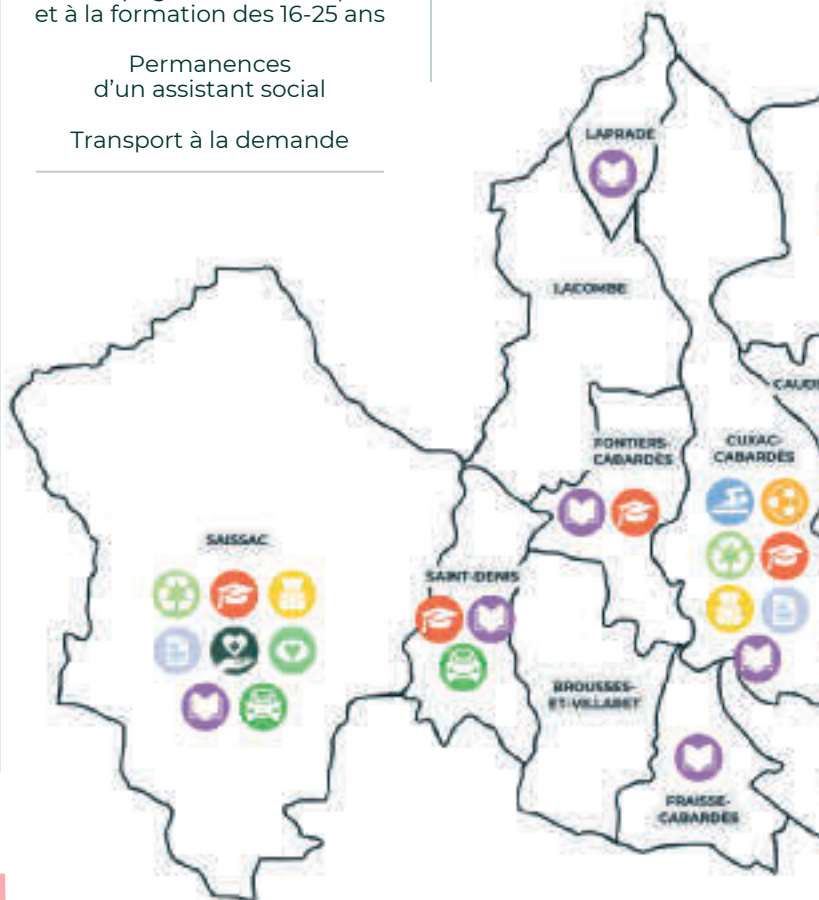 et à la formation des 16-25 ans
Permanences
d'un assistant social
Transport à la demande
LAPRADE
LACOMBE
FONTIERS-
CABARDÈS
CUXAC-
CABARDÈS
SAISSAC
SAINT-DENIS
BROUSSES-
ET-VILLARET
FRAISSE-
CABARDÈS